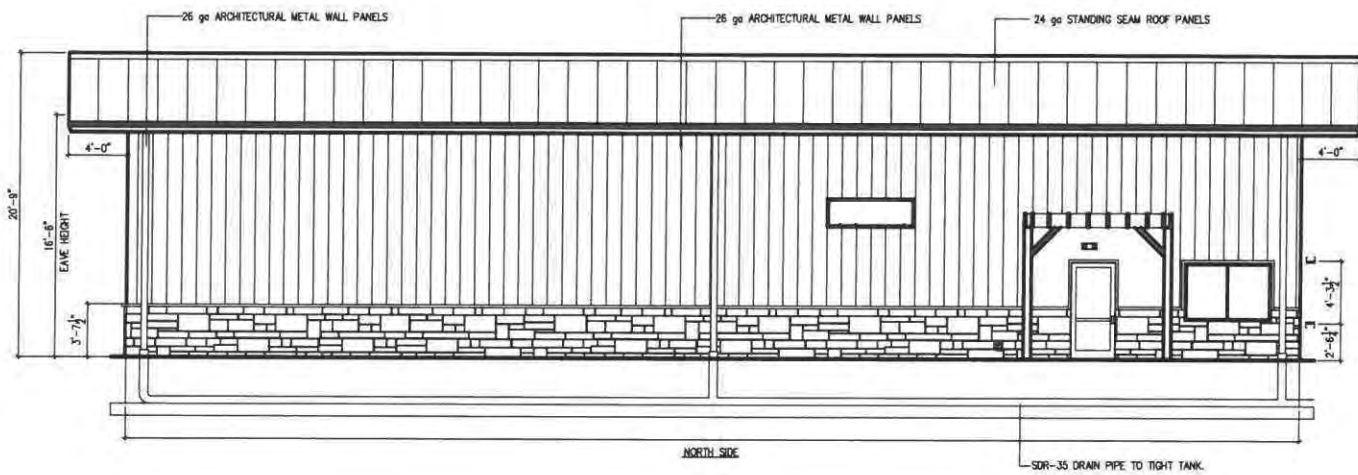 26 ga ARCHITECTURAL METAL WALL PANELS
26 ga ARCHITECTURAL METAL WALL PANELS
24 ga STANDING SEAM ROOF PANELS
4'-0"
4'-0"
20'-9"
16'-6"
EAVE HEIGHT
3'-7½"
4'-3½"
2'-6½"
NORTH SIDE
SDR-35 DRAIN PIPE TO TIGHT TANK.